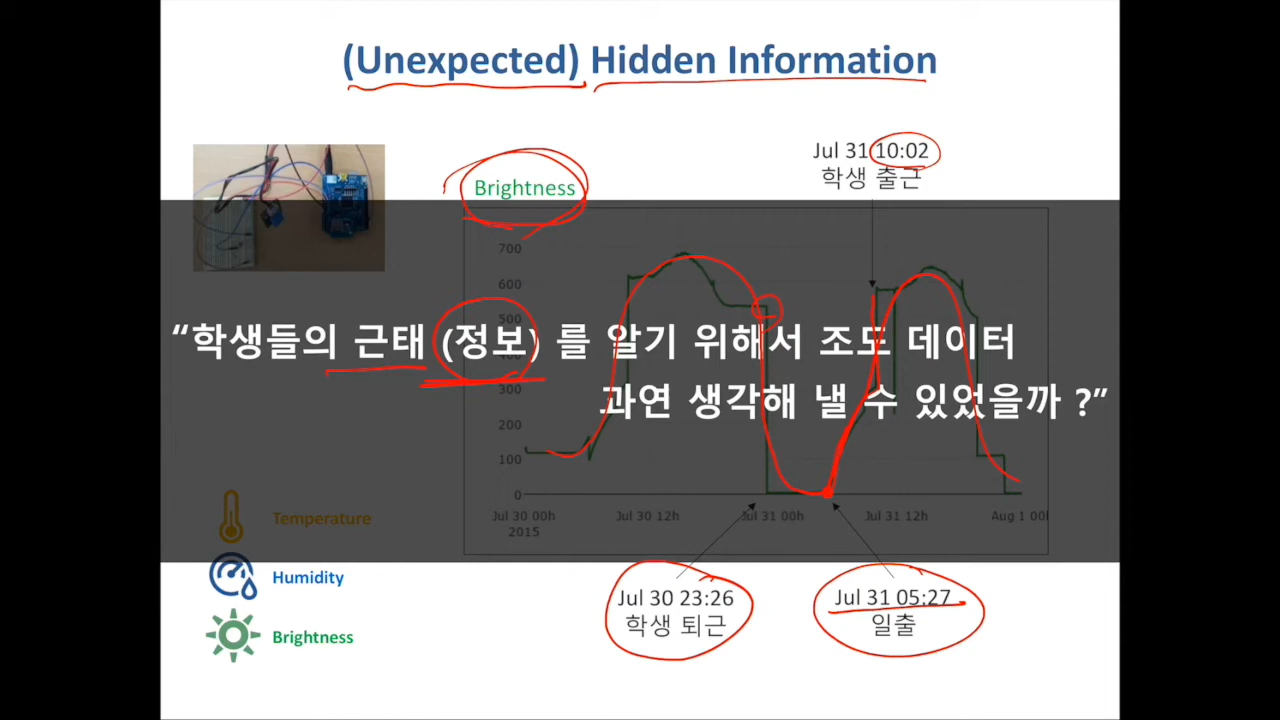 (Unexpected) Hidden Information
Jul 31 10:02
학생 출근
Brightness
700
600
500
“학생들의 근태 (정보) 를 알기 위해서 조도 데이터
과연 생각해 낼 수 있었을까 ?”
300
200
100
0
Jul 30 00h
2015
Jul 30 12h
Jul 31 00h
Jul 31 12h
Aug 1 00
Temperature
Humidity
Brightness
Jul 30 23:26
학생 퇴근
Jul 31 05:27
일출